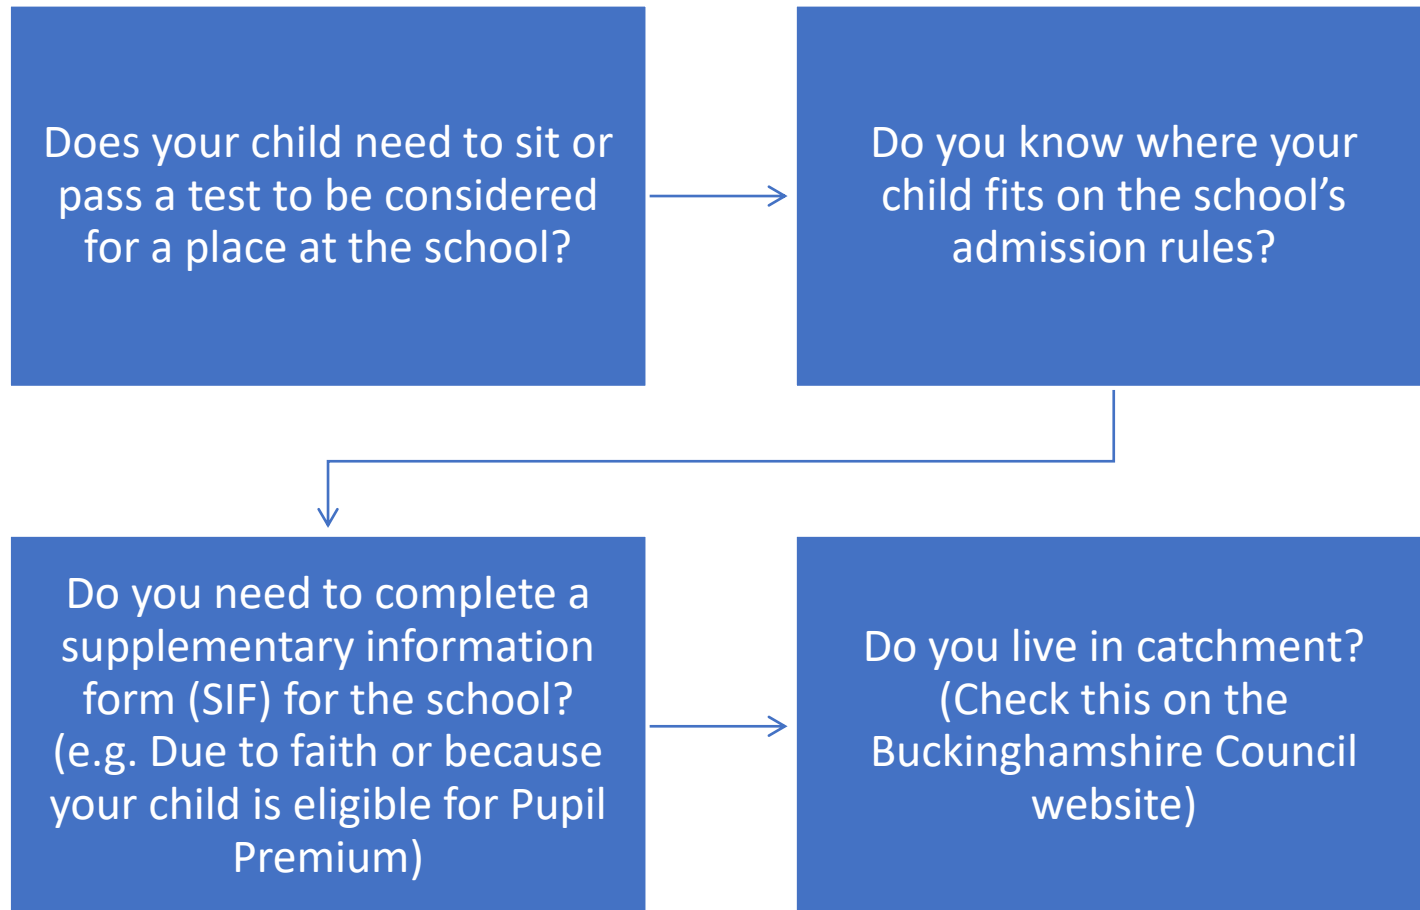 Does your child need to sit or
pass a test to be considered
for a place at the school?
Do you know where your
child fits on the school’s
admission rules?
Do you need to complete a
supplementary information
form (SIF) for the school?
(e.g. Due to faith or because
your child is eligible for Pupil
Premium)
Do you live in catchment?
(Check this on the
Buckinghamshire Council
website)